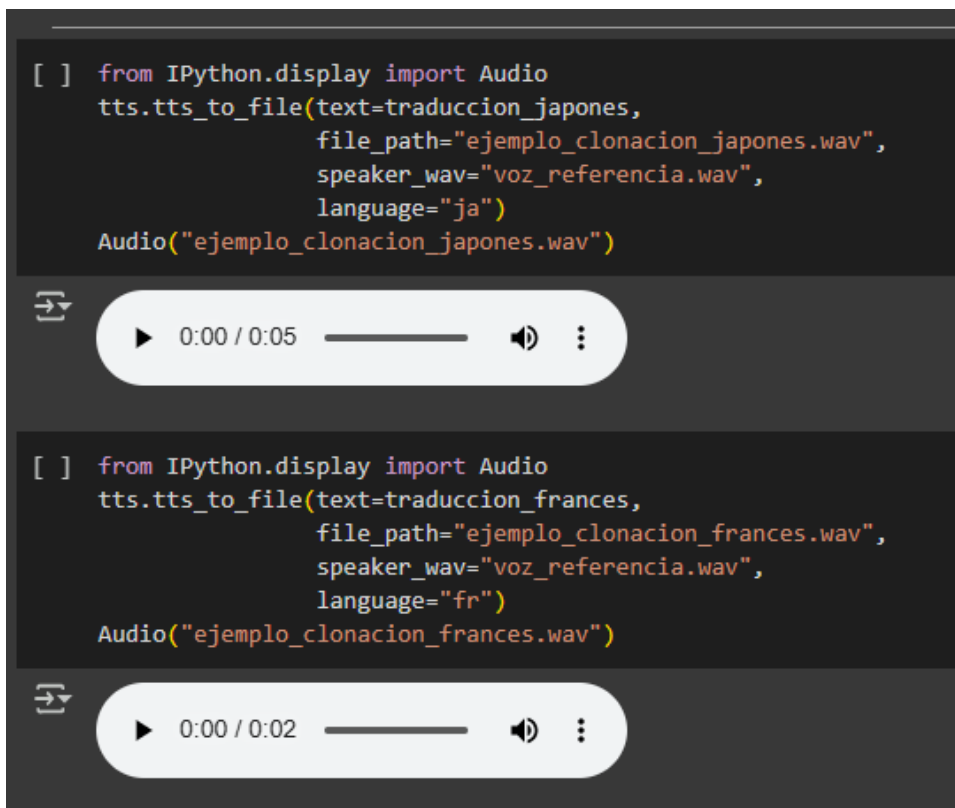 [ ] from IPython.display import Audio
tts.tts_to_file(text=traduccion_japones,
file_path="ejemplo_clonacion_japones.wav",
speaker_wav="voz_referencia.wav",
language="ja")
Audio("ejemplo_clonacion_japones.wav")
0:00 / 0:05
[ ] from IPython.display import Audio
tts.tts_to_file(text=traduccion_frances,
file_path="ejemplo_clonacion_frances.wav",
speaker_wav="voz_referencia.wav",
language="fr")
Audio("ejemplo_clonacion_frances.wav")
0:00 / 0:02